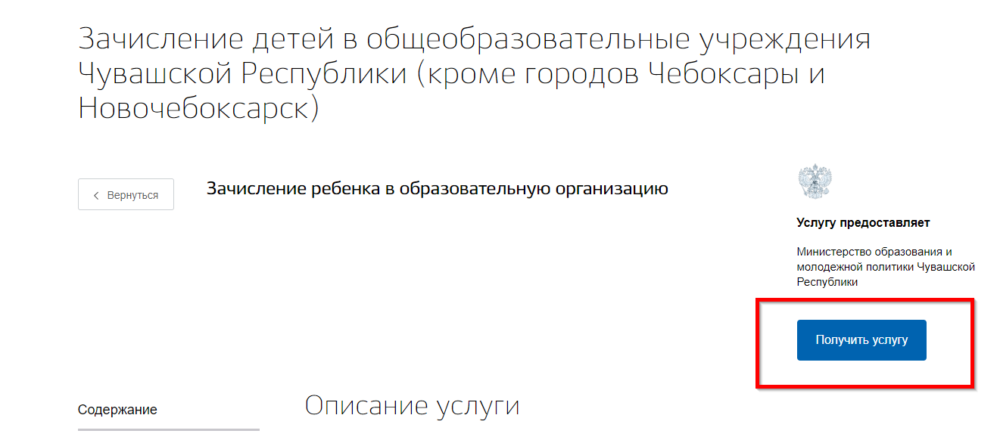 Зачисление детей в общеобразовательные учреждения
Чувашской Республики (кроме городов Чебоксары и
Новочебоксарск)
Вернуться
Зачисление ребенка в образовательную организацию
Услугу предоставляет
Министерство образования и
молодежной политики Чувашской
Республики
Получить услугу
Содержание
Описание услуги